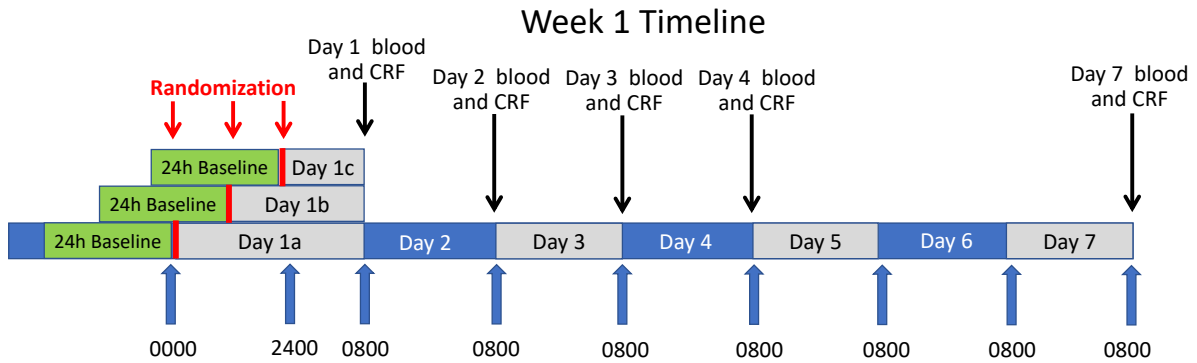 Week 1 Timeline
Day 1 blood
and CRF
Day 2 blood
and CRF
Day 3 blood
and CRF
Day 4 blood
and CRF
Day 7 blood
and CRF
Randomization
24h Baseline
Day 1c
24h Baseline
Day 1b
24h Baseline
Day 1a
Day 2
Day 3
Day 4
Day 5
Day 6
Day 7
0000
2400
0800
0800
0800
0800
0800
0800
0800